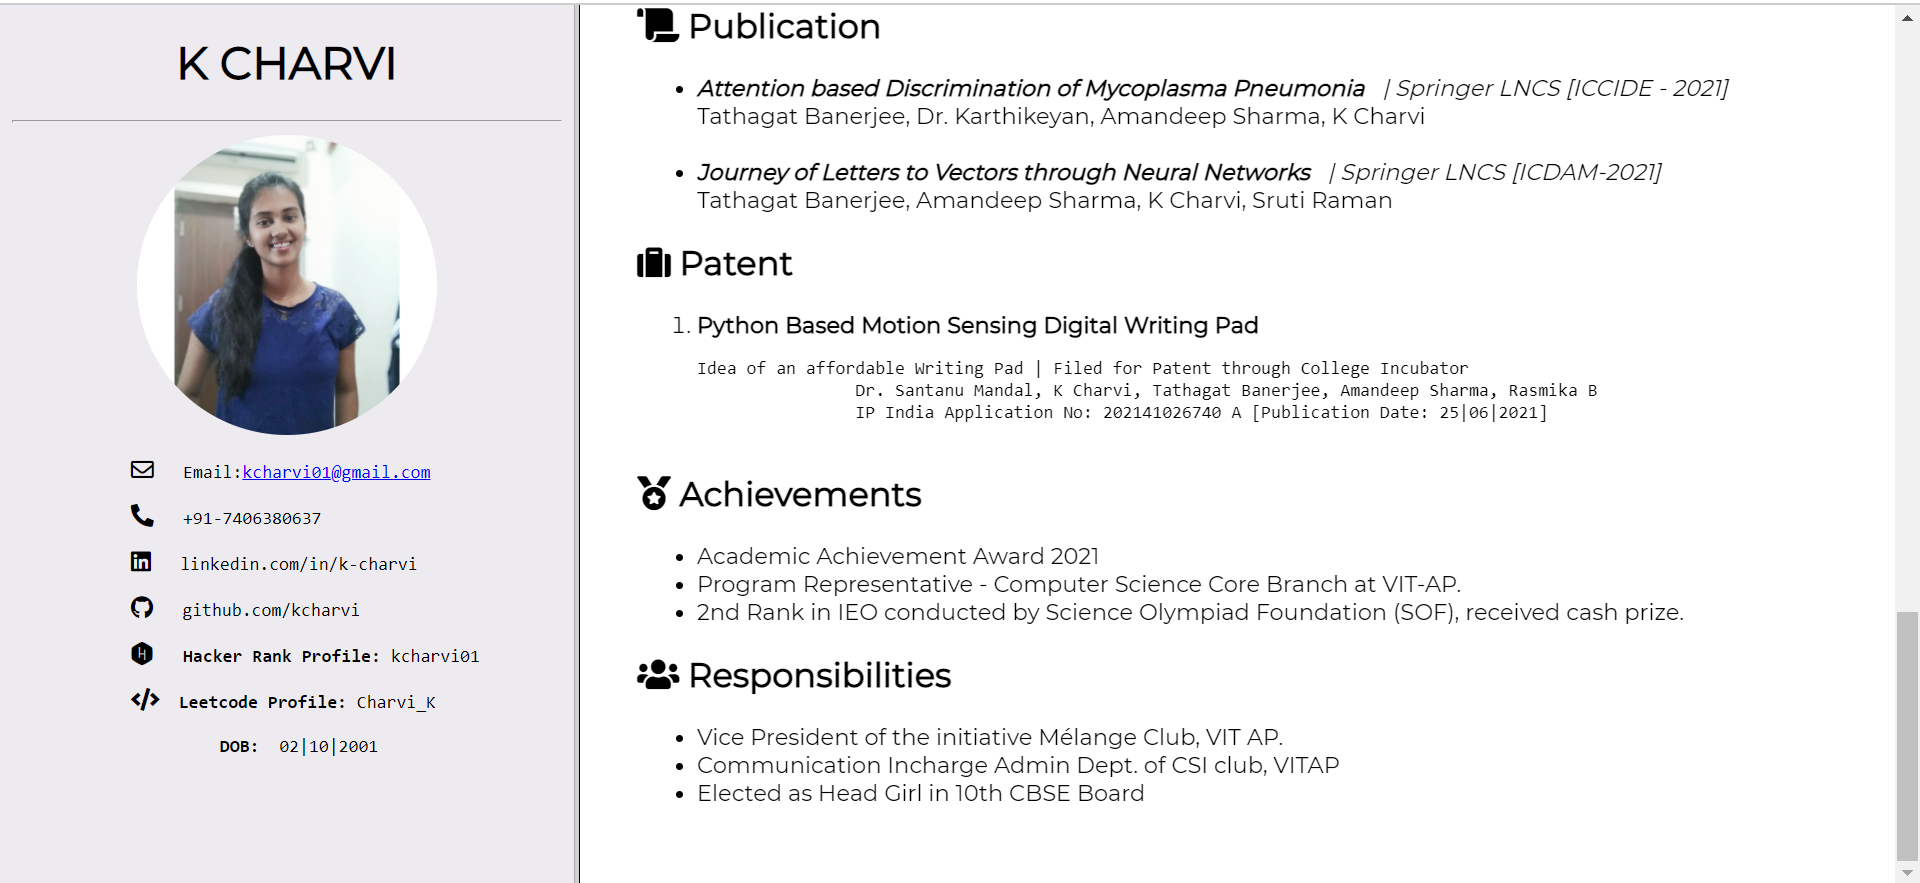 K CHARVI
Email:kcharvi01@gmail.com
+91-7406380637
linkedin.com/in/k-charvi
github.com/kcharvi
Hacker Rank Profile: kcharvi01
Leetcode Profile: Charvi_K
DOB: 02|10|2001
Publication
Attention based Discrimination of Mycoplasma Pneumonia | Springer LNCS [ICCIDE - 2021]
Tathagat Banerjee, Dr. Karthikeyan, Amandeep Sharma, K Charvi
Journey of Letters to Vectors through Neural Networks | Springer LNCS [ICDAM-2021]
Tathagat Banerjee, Amandeep Sharma, K Charvi, Sruti Raman
Patent
1. Python Based Motion Sensing Digital Writing Pad
Idea of an affordable Writing Pad | Filed for Patent through College Incubator
Dr. Santanu Mandal, K Charvi, Tathagat Banerjee, Amandeep Sharma, Rasmika B
IP India Application No: 202141026740 A [Publication Date: 25|06|2021]
Achievements
Academic Achievement Award 2021
Program Representative - Computer Science Core Branch at VIT-AP.
2nd Rank in IEO conducted by Science Olympiad Foundation (SOF), received cash prize.
Responsibilities
Vice President of the initiative Mélange Club, VIT AP.
Communication Incharge Admin Dept. of CSI club, VITAP
Elected as Head Girl in 10th CBSE Board